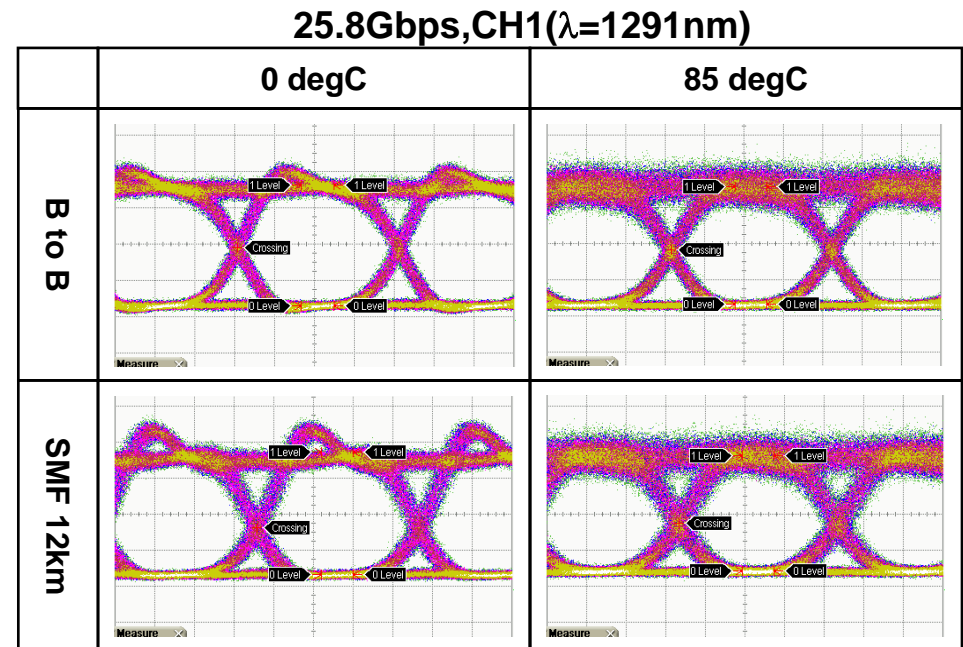 25.8Gbps,CH1(λ=1291nm)
0 degC
85 degC
B to B
1 Level
1 Level
Crossing
0 Level
0 Level
Measure
1 Level
1 Level
Crossing
0 Level
0 Level
Measure
SMF 12km
1 Level
1 Level
Crossing
0 Level
0 Level
Measure
1 Level
1 Level
Crossing
0 Level
0 Level
Measure